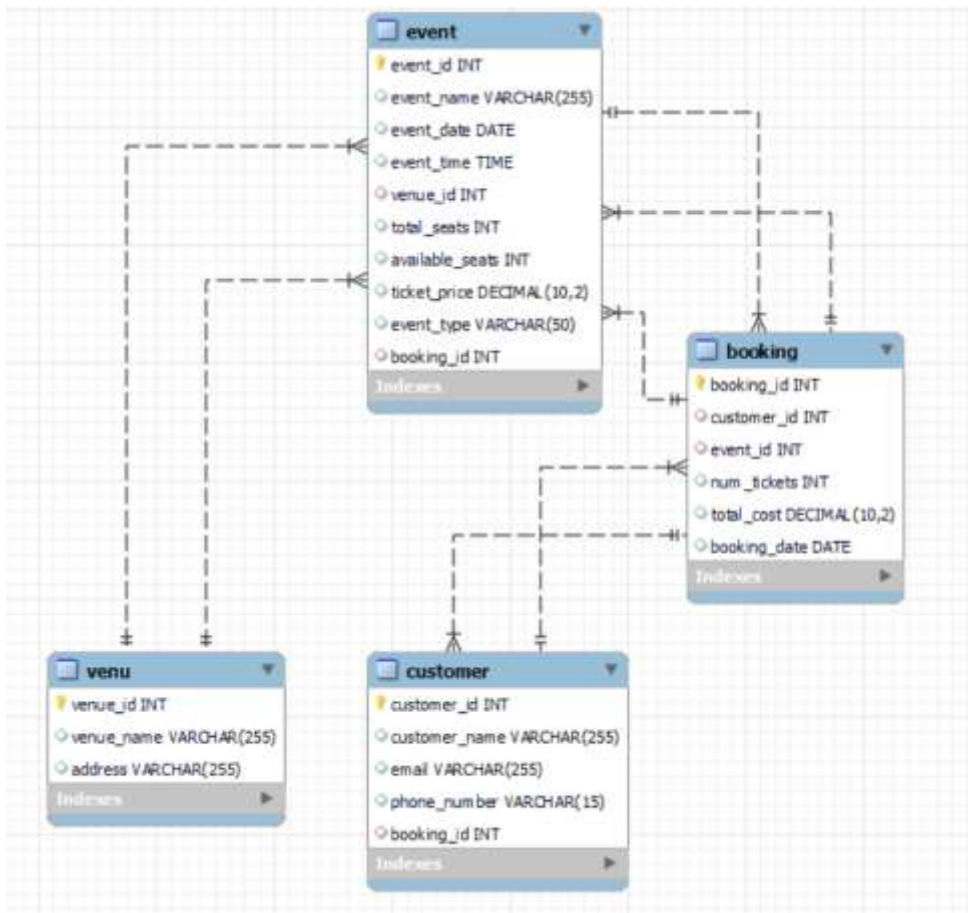 event
event_id INT
event_name VARCHAR(255)
event_date DATE
event_time TIME
venue_id INT
total_seats INT
available_seats INT
ticket_price DECIMAL(10,2)
event_type VARCHAR(50)
booking_id INT
Indexes
booking
booking_id INT
customer_id INT
event_id INT
num_tickets INT
total_cost DECIMAL(10,2)
booking_date DATE
Indexes
venu
venue_id INT
venue_name VARCHAR(255)
address VARCHAR(255)
Indexes
customer
customer_id INT
customer_name VARCHAR(255)
email VARCHAR(255)
phone_number VARCHAR(15)
booking_id INT
Indexes